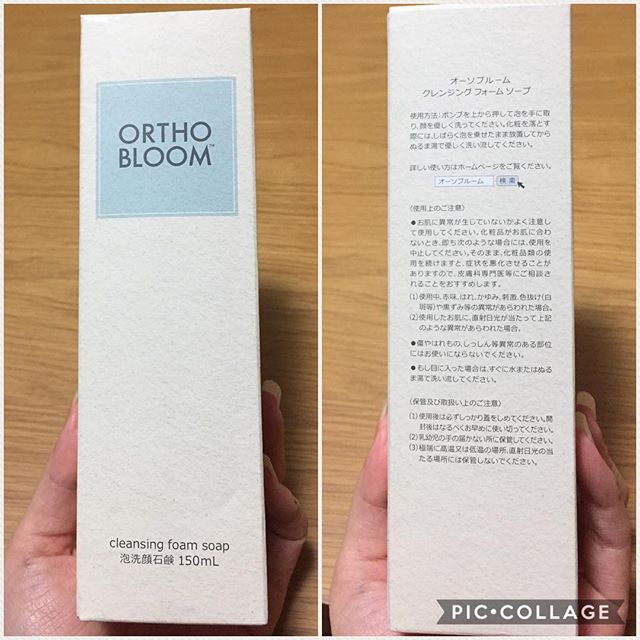 ORTHO
BLOOM™
cleansing foam soap
泡洗顔石鹸 150mL
オーソブルーム
クレンジング フォーム ソープ
使用方法:ポンプを上から押して泡を手に取
り、顔を優しく洗ってください。化粧を落とす
際には、しばらく泡を乗せたまま放置してから
ぬるま湯で優しく洗い流してください。
詳しい使い方はホームページをご覧ください。
オーソブルーム 検索
〈使用上のご注意〉
●お肌に異常が生じていないかよく注意し
て使用してください。化粧品がお肌に合わ
ないとき、即ち次のような場合には、使用を
中止してください。そのまま、化粧品類の使
用を続けますと、症状を悪化させることが
ありますので、皮膚科専門医等にご相談さ
れることをおすすめします。
(1)使用中、赤味、はれ、かゆみ、刺激、色抜け(白
斑等)や黒ずみ等の異常があらわれた場合。
(2)使用したお肌に、直射日光が当たって上記
のような異常があらわれた場合。
●傷やはれもの、しっしん等異常のある部位
にはお使いにならないでください。
●もし目に入った場合は、すぐに水またはぬる
ま湯で洗い流してください。
〈保管及び取扱い上のご注意〉
(1)使用後は必ずしっかり蓋をしめてください。開
封後はなるべくお早めに使い切ってください。
(2)乳幼児の手の届かない所に保管してください。
(3)極端に高温又は低温の場所、直射日光の当
たる場所には保管しないでください。
PIC•COLLAGE